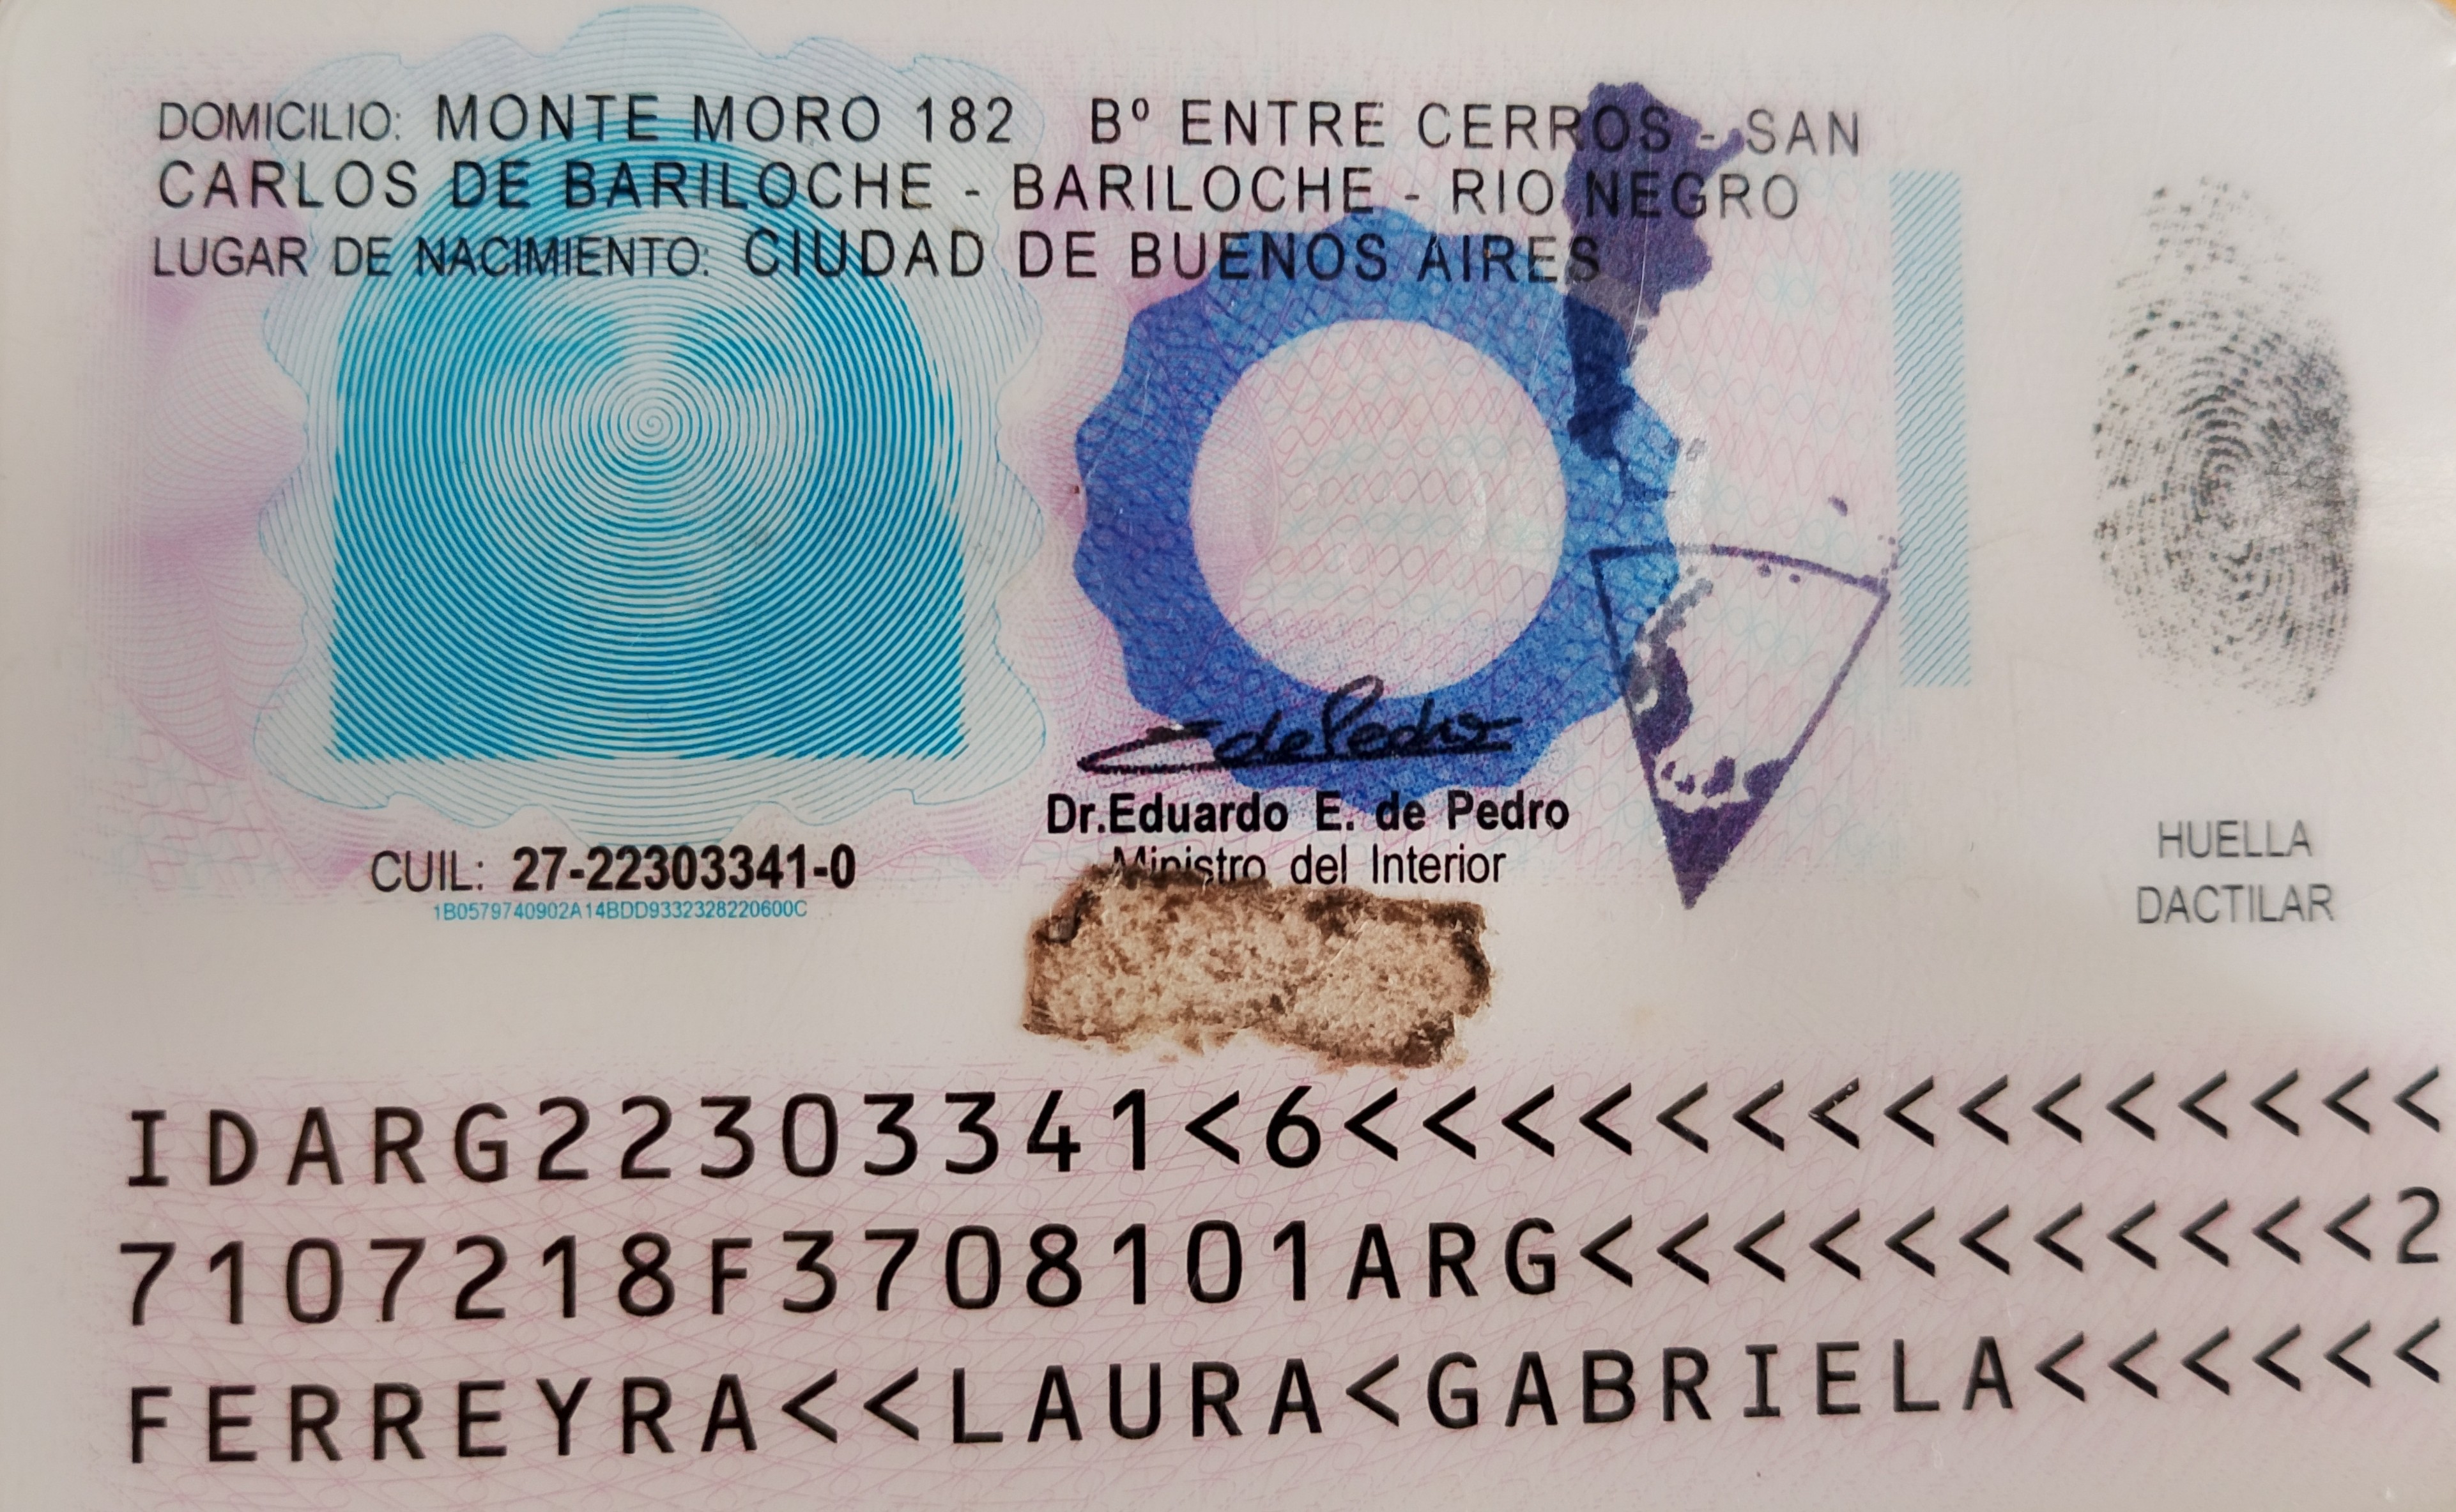 DOMICILIO: MONTE MORO 182 Bº ENTRE CERROS - SAN
CARLOS DE BARILOCHE - BARILOCHE - RIO NEGRO
LUGAR DE NACIMIENTO: CIUDAD DE BUENOS AIRES
E de Pedro
Dr.Eduardo E. de Pedro
Ministro del Interior
CUIL: 27-22303341-0
1B0579740902A14BDD9332328220600C
HUELLA
DACTILAR
IDARG22303341<6<<<<<<<<<<<<<<<
7107218F3708101ARG<<<<<<<<<<<2
FERREYRA<<LAURA<GABRIELA<<<<<<